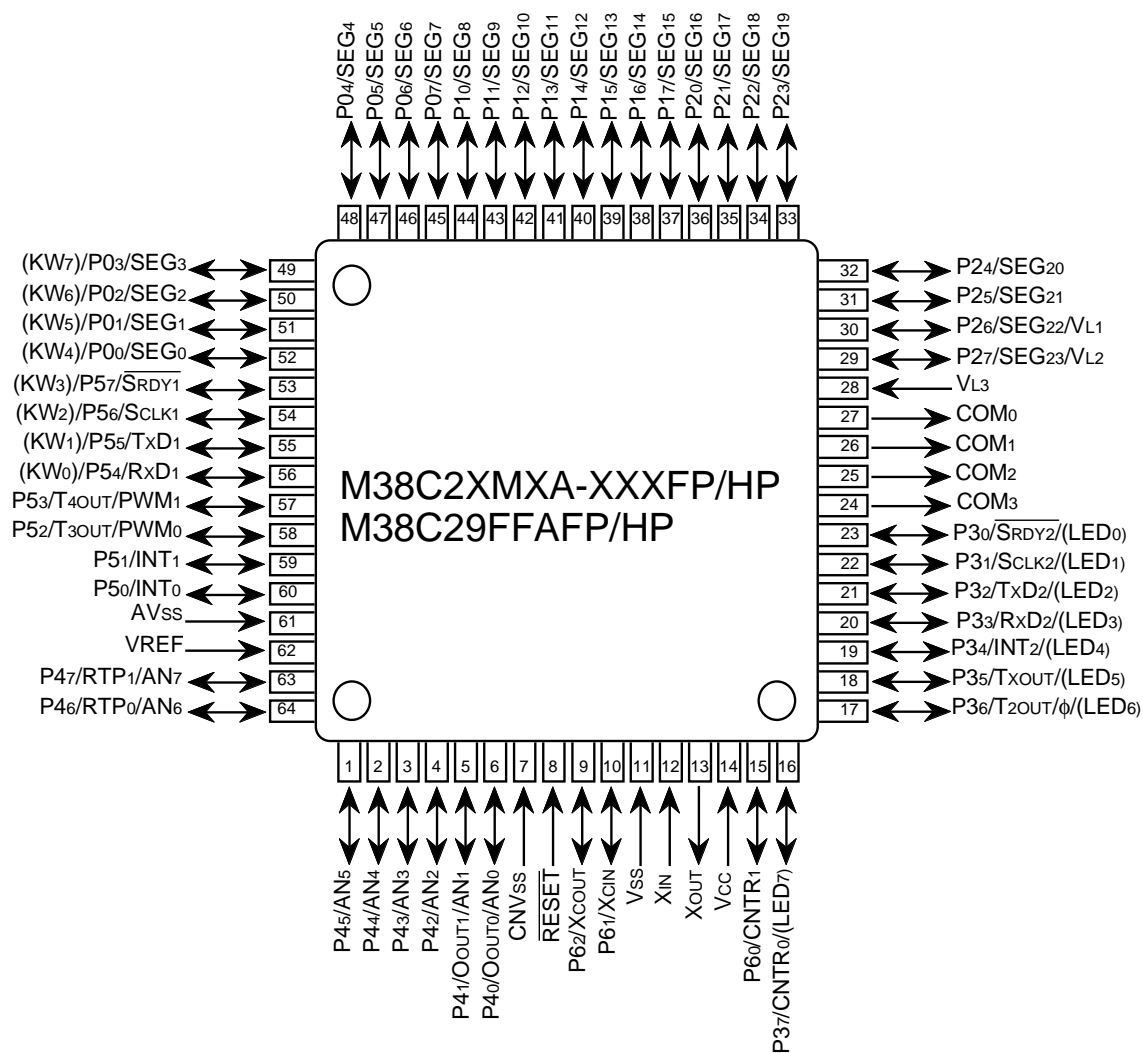 P04/SEG4
P05/SEG5
P06/SEG6
P07/SEG7
P10/SEG8
P11/SEG9
P12/SEG10
P13/SEG11
P14/SEG12
P15/SEG13
P16/SEG14
P17/SEG15
P20/SEG16
P21/SEG17
P22/SEG18
P23/SEG19
48 47 46 45 44 43 42 41 40 39 38 37 36 35 34 33
(KW7)/P03/SEG3 49
(KW6)/P02/SEG2 50
(KW5)/P01/SEG1 51
(KW4)/P00/SEG0 52
(KW3)/P57/SRDY1 53
(KW2)/P56/SCLK1 54
(KW1)/P55/TXD1 55
(KW0)/P54/RXD1 56
P53/T4OUT/PWM1 57
P52/T3OUT/PWM0 58
P51/INT1 59
P50/INT0 60
AVSS 61
VREF 62
P47/RTP1/AN7 63
P46/RTP0/AN6 64
M38C2XMXA-XXXFP/HP
M38C29FFAFP/HP
32 P24/SEG20
31 P25/SEG21
30 P26/SEG22/VL1
29 P27/SEG23/VL2
28 VL3
27 COM0
26 COM1
25 COM2
24 COM3
23 P30/SRDY2/(LED0)
22 P31/SCLK2/(LED1)
21 P32/TXD2/(LED2)
20 P33/RXD2/(LED3)
19 P34/INT2/(LED4)
18 P35/TXOUT/(LED5)
17 P36/T2OUT/ϕ/(LED6)
1 2 3 4 5 6 7 8 9 10 11 12 13 14 15 16
P45/AN5
P44/AN4
P43/AN3
P42/AN2
P41/OOUT1/AN1
P40/OOUT0/AN0
CNVSS
RESET
P62/XCOUT
P61/XCIN
VSS
XIN
XOUT
VCC
P60/CNTR1
P37/CNTR0/(LED7)